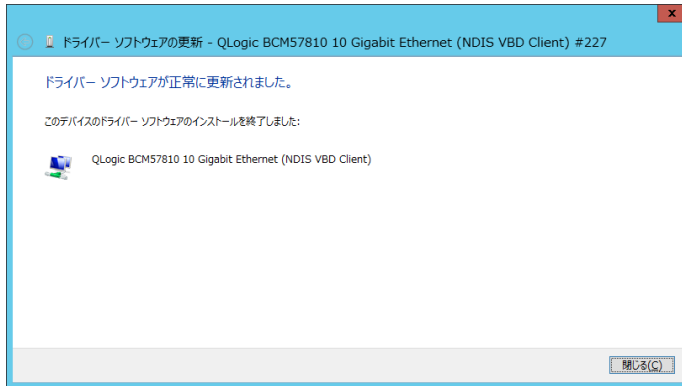 x
ドライバー ソフトウェアの更新 - QLogic BCM57810 10 Gigabit Ethernet (NDIS VBD Client) #227
ドライバー ソフトウェアが正常に更新されました。
このデバイスのドライバー ソフトウェアのインストールを終了しました:
QLogic BCM57810 10 Gigabit Ethernet (NDIS VBD Client)
閉じる(C)